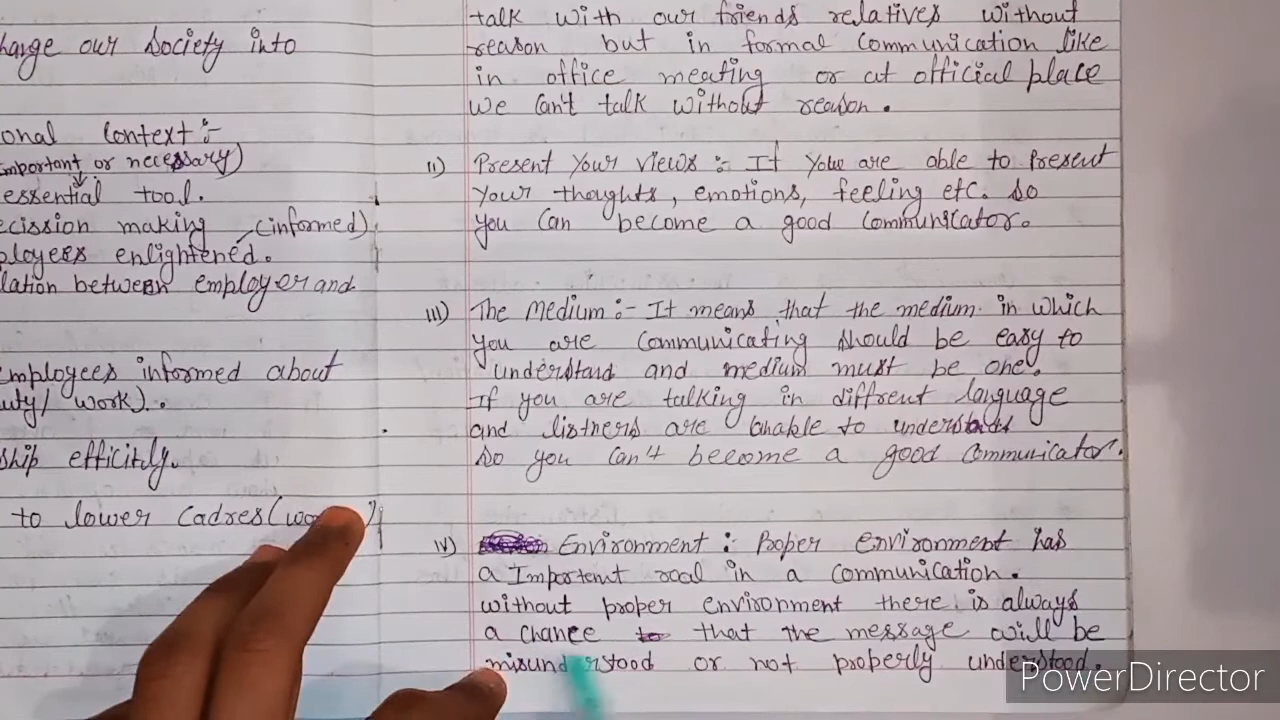 hange our society into
onal context :-
important or necessary)
essential tool.
ecission making (informed)
ployees enlightened.
lation between employer and
employees informed about
uty/ work).
ship efficitly.
to lower cadres(
talk with our friends relatives without
reason but in formal communication like
in office meating or at official place
we can't talk without reason.
II) Present your views :- If you are able to present
your thoughts, emotions, feeling etc. so
you can become a good communicator.
III) The medium :- It means that the medium in which
you are communicating should be easy to
understand and medium must be one.
If you are talking in diffrent language
and listners are unable to understand
so you can't become a good communicator.
IV) Environment : Proper environment has
a important roal in a communication.
without proper environment there is always
a chance that the message will be
misunderstood or not properly understood.
PowerDirector